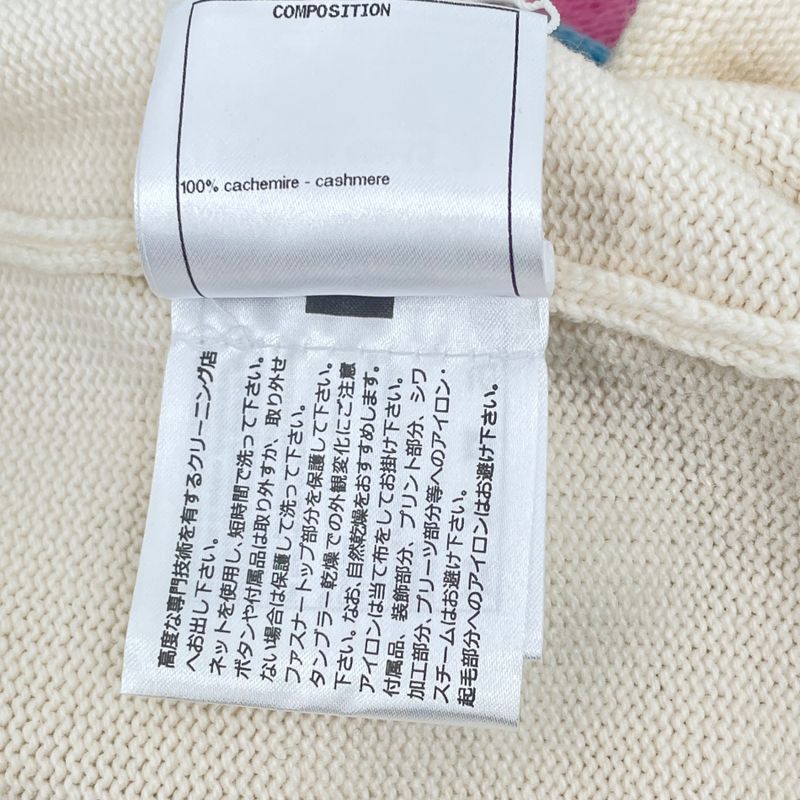 COMPOSITION
100% cachemire - cashmere
高度な専門技術を有するクリーニング店
へお出し下さい。
ネットを使用し、短時間で洗って下さい。
ボタンや付属品は取り外すか、取り外せ
ない場合は保護して洗って下さい。
ファスナートップ部分を保護して下さい。
タンブラー乾燥での外観変化にご注意
下さい。なお、自然乾燥をおすすめします。
アイロンは当て布をしてお掛け下さい。
付属品、装飾部分、プリント部分、シワ
加工部分、プリーツ部分等へのアイロン・
スチームはお避け下さい。
起毛部分へのアイロンはお避け下さい。